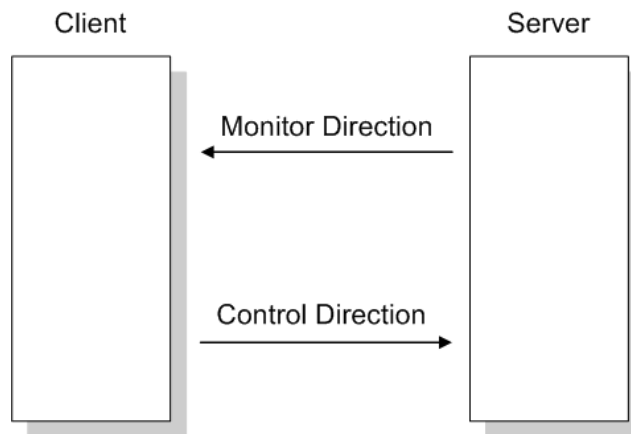 Client
Server
Monitor Direction
Control Direction